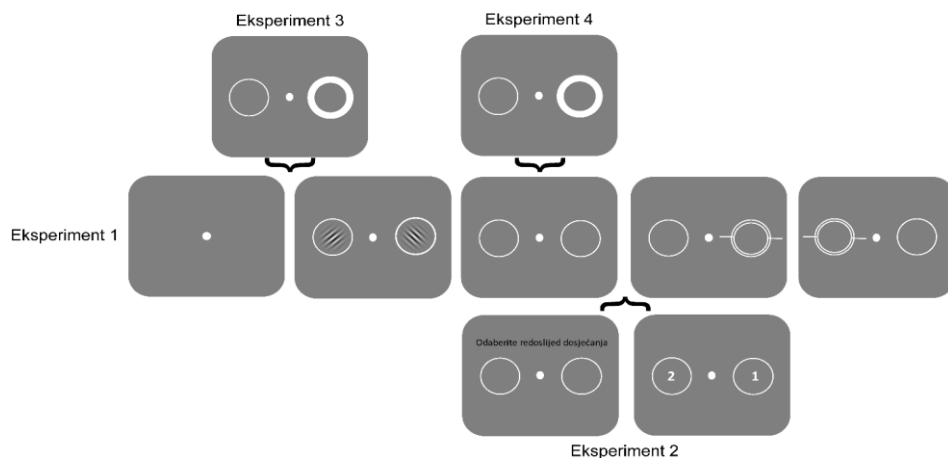 Eksperiment 3
Eksperiment 4
Eksperiment 1
Odaberite redoslijed dosjećanja
2
1
Eksperiment 2